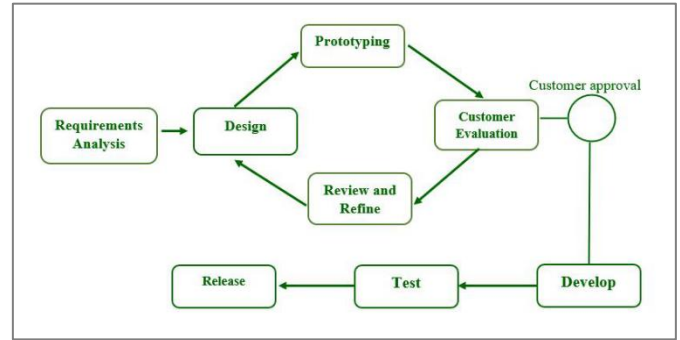 Prototyping
Customer approval
Requirements
Analysis
Design
Customer
Evaluation
Review and
Refine
Release
Test
Develop